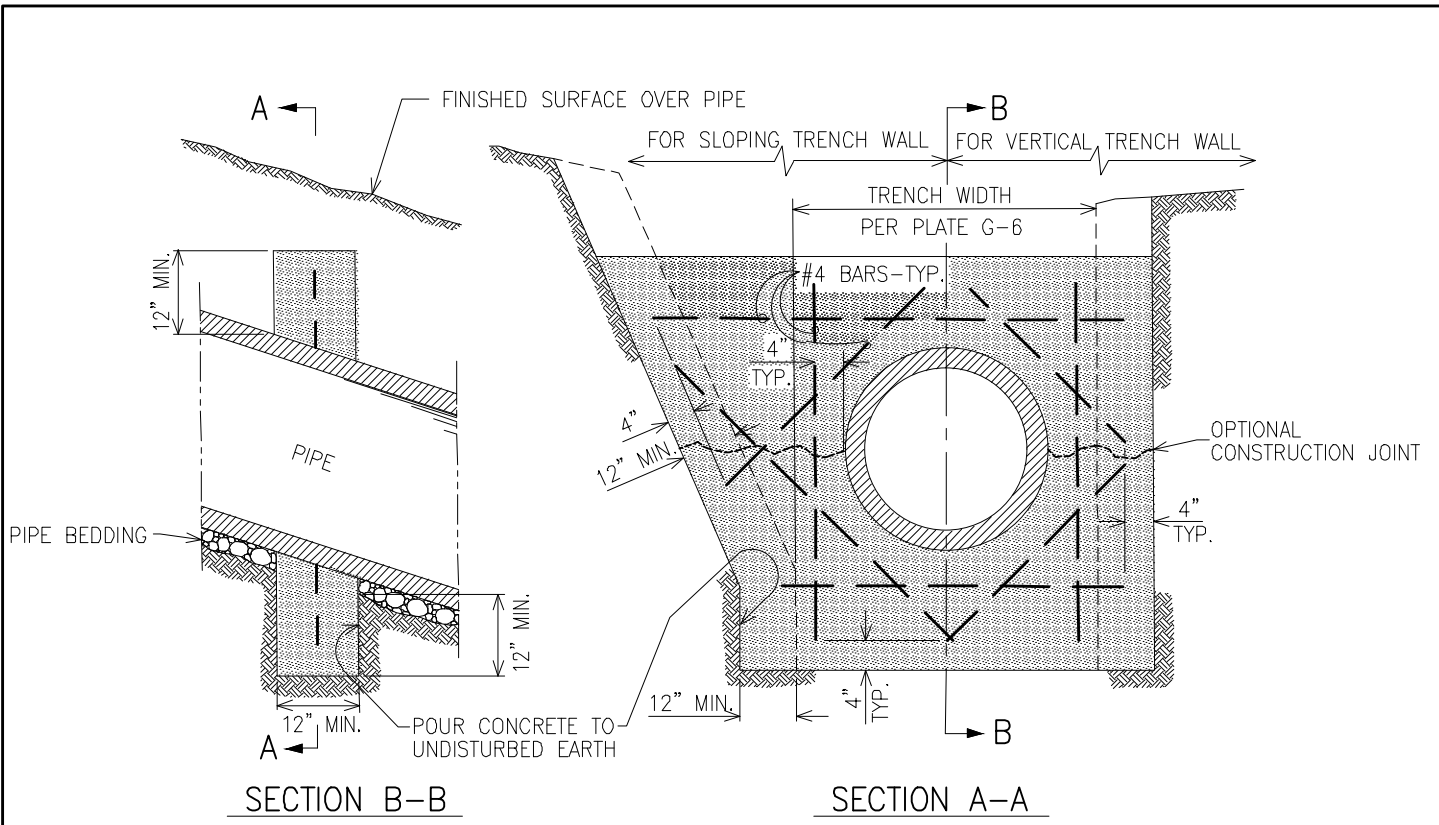 A
FINISHED SURFACE OVER PIPE
B
FOR SLOPING TRENCH WALL
FOR VERTICAL TRENCH WALL
TRENCH WIDTH
PER PLATE G-6
12" MIN.
#4 BARS-TYP.
4"
TYP.
4"
12" MIN.
OPTIONAL
CONSTRUCTION JOINT
PIPE
PIPE BEDDING
4"
TYP.
12" MIN.
12" MIN.
POUR CONCRETE TO
UNDISTURBED EARTH
12" MIN.
4"
TYP.
A
B
SECTION B-B
SECTION A-A